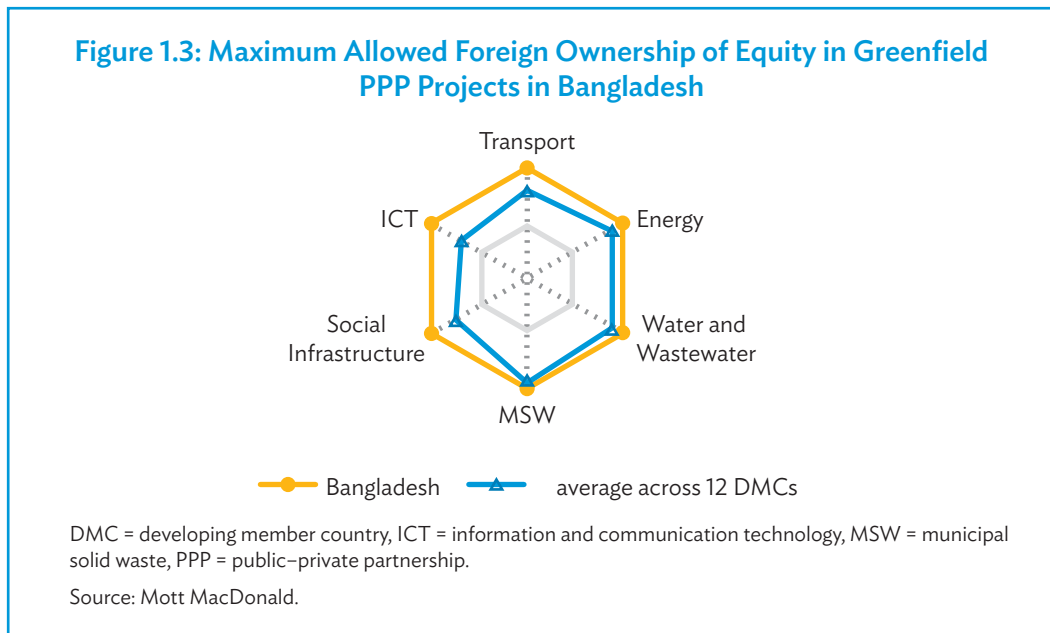 Figure 1.3: Maximum Allowed Foreign Ownership of Equity in Greenfield
PPP Projects in Bangladesh
Transport
ICT
Energy
Social
Infrastructure
Water and
Wastewater
MSW
Bangladesh
average across 12 DMCs
DMC = developing member country, ICT = information and communication technology, MSW = municipal
solid waste, PPP = public–private partnership.
Source: Mott MacDonald.